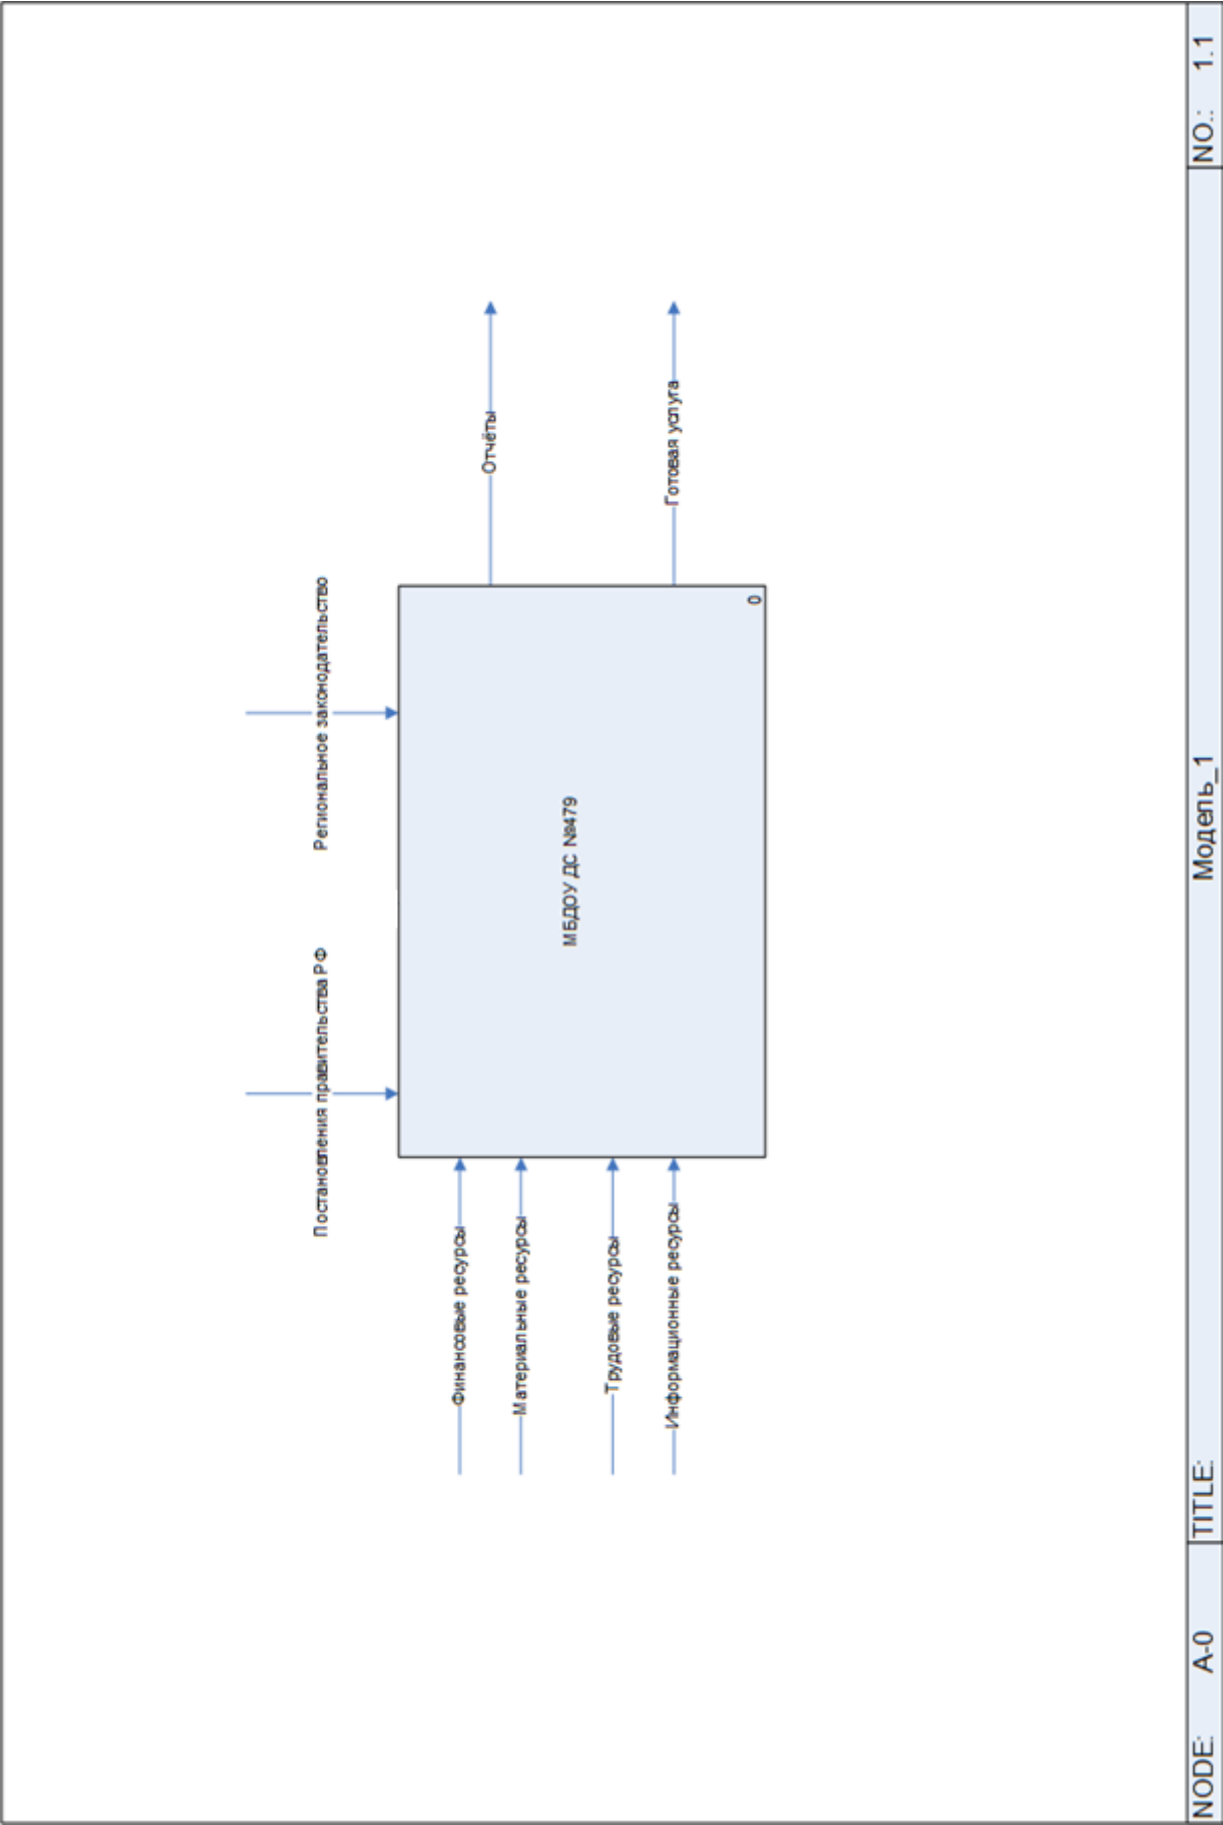 Постановления правительства РФ
Региональное законодательство
Финансовые ресурсы
Материальные ресурсы
Трудовые ресурсы
Информационные ресурсы
МБДОУ ДС №479
0
Отчёты
Готовая услуга
NODE: A-0 TITLE: Модель_1 NO.: 1.1